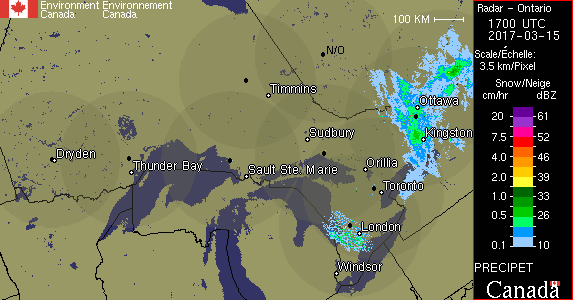 Environment Environnement
Canada Canada
100 KM
N/O
Timmins
Ottawa
Kingston
Sudbury
Dryden
Thunder Bay
Sault Ste. Marie
Orillia
Toronto
London
Windsor
Radar - Ontario
1700 UTC
2017-03-15
Scale/Échelle:
3.5 km/Pixel
Snow/Neige
cm/hr dBZ
20 61
9.2 57
7.5 52
4.0 46
2.0 39
1.0 33
0.5 26
0.1 10
PRECIPET
Canada